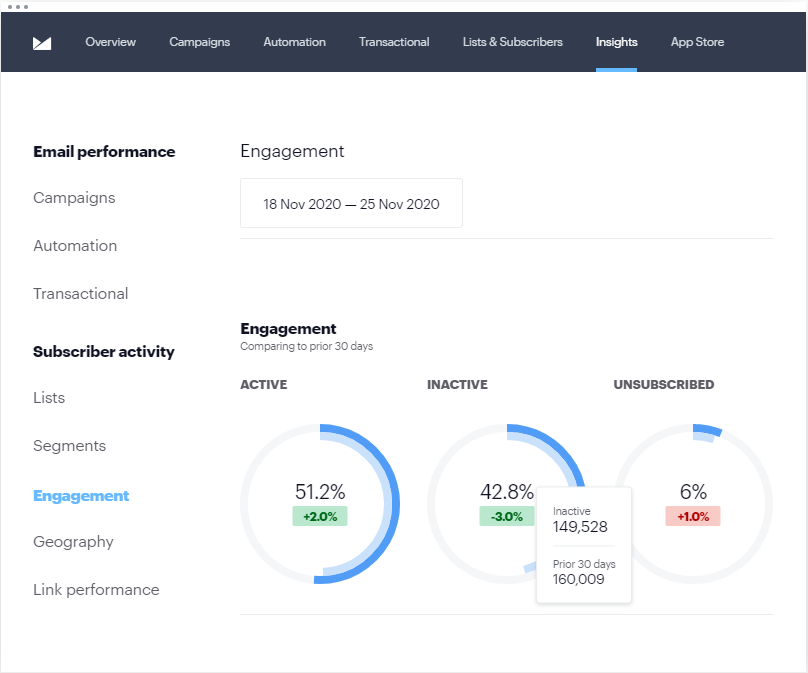 Overview Campaigns Automation Transactional Lists & Subscribers Insights App Store
Email performance
Campaigns
Automation
Transactional
Subscriber activity
Lists
Segments
Engagement
Geography
Link performance
Engagement
18 Nov 2020 — 25 Nov 2020
Engagement
Comparing to prior 30 days
ACTIVE
51.2%
+2.0%
INACTIVE
42.8%
-3.0%
Inactive
149,528
Prior 30 days
160,009
UNSUBSCRIBED
6%
+1.0%